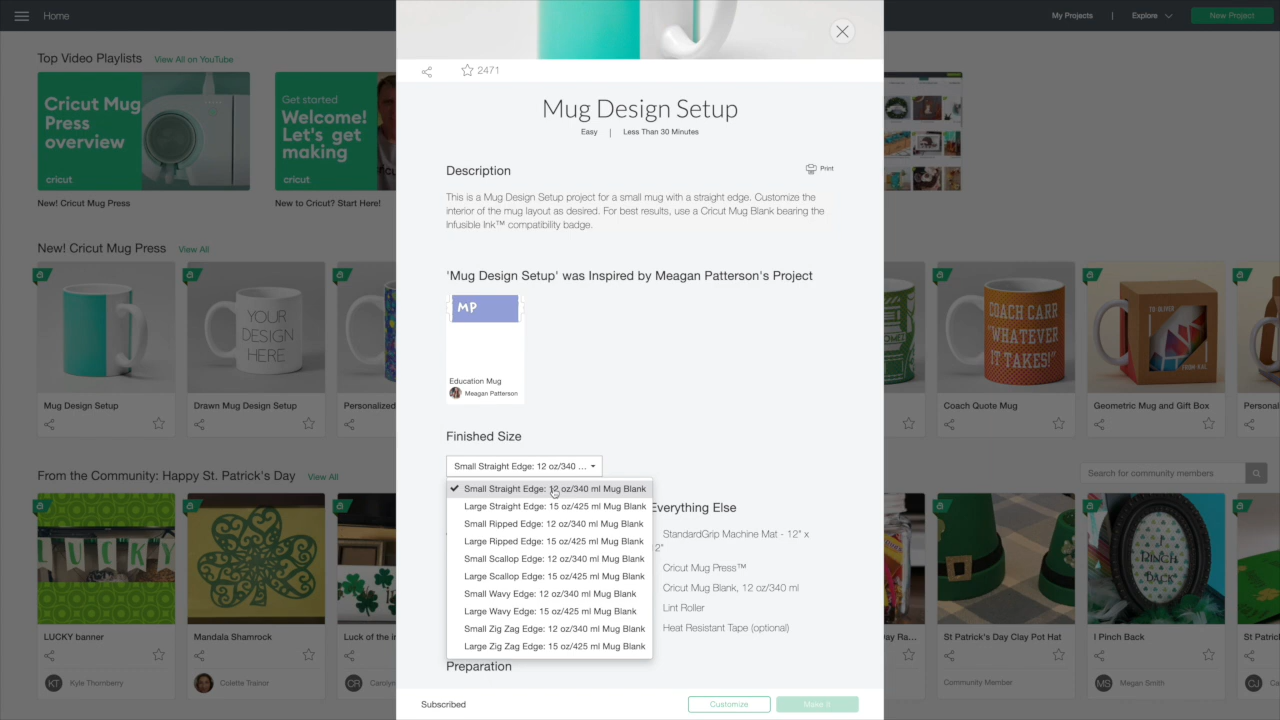 Home
My Projects | Explore
New Project
Top Video Playlists View All on YouTube
Cricut Mug
Press
overview
cricut
New! Cricut Mug Press
Get started
Welcome!
Let's get
making
cricut
New to Cricut? Start Here!
New! Cricut Mug Press View All
Mug Design Setup
YOUR
DESIGN
HERE
Drawn Mug Design Setup
Personalized
COACH CARR
"WHATEVER
IT TAKES!"
Coach Quote Mug
FROM HAL
Geometric Mug and Gift Box
Personal
From the Community: Happy St. Patrick's Day View All
Search for community members
LUCKY
LUCKY banner
KT Kyle Thornberry
Mandala Shamrock
Colette Trainor
Luck of the
CR Carolyn
Day Ra...
St Patrick's Day Clay Pot Hat
Community Member
PINCH
BACK
I Pinch Back
MS Megan Smith
St. Patrick
CJ
2471
Mug Design Setup
Easy | Less Than 30 Minutes
Description
Print
This is a Mug Design Setup project for a small mug with a straight edge. Customize the
interior of the mug layout as desired. For best results, use a Cricut Mug Blank bearing the
Infusible Ink™ compatibility badge.
'Mug Design Setup' was Inspired by Meagan Patterson's Project
MP
Education Mug
Meagan Patterson
Finished Size
Small Straight Edge: 12 oz/340 ...
Small Straight Edge: 12 oz/340 ml Mug Blank
Large Straight Edge: 15 oz/425 ml Mug Blank
Small Ripped Edge: 12 oz/340 ml Mug Blank
Large Ripped Edge: 15 oz/425 ml Mug Blank
Small Scallop Edge: 12 oz/340 ml Mug Blank
Large Scallop Edge: 15 oz/425 ml Mug Blank
Small Wavy Edge: 12 oz/340 ml Mug Blank
Large Wavy Edge: 15 oz/425 ml Mug Blank
Small Zig Zag Edge: 12 oz/340 ml Mug Blank
Large Zig Zag Edge: 15 oz/425 ml Mug Blank
Everything Else
StandardGrip Machine Mat - 12" x
2"
Cricut Mug Press™
Cricut Mug Blank, 12 oz/340 ml
Lint Roller
Heat Resistant Tape (optional)
Preparation
Subscribed
Customize
Make It